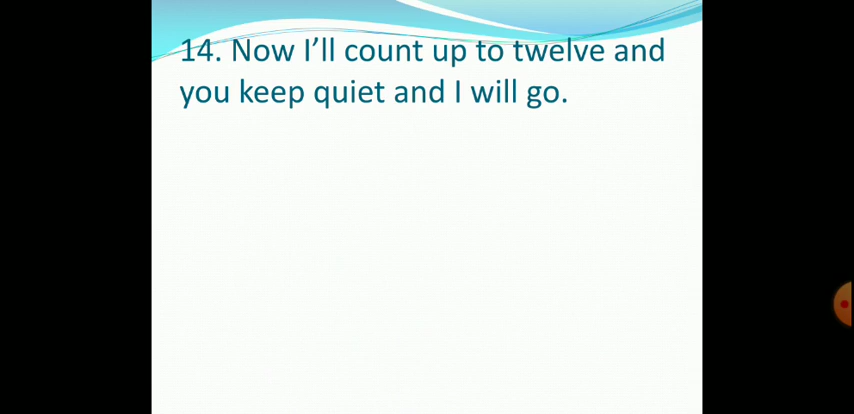 14. Now I’ll count up to twelve and
you keep quiet and I will go.